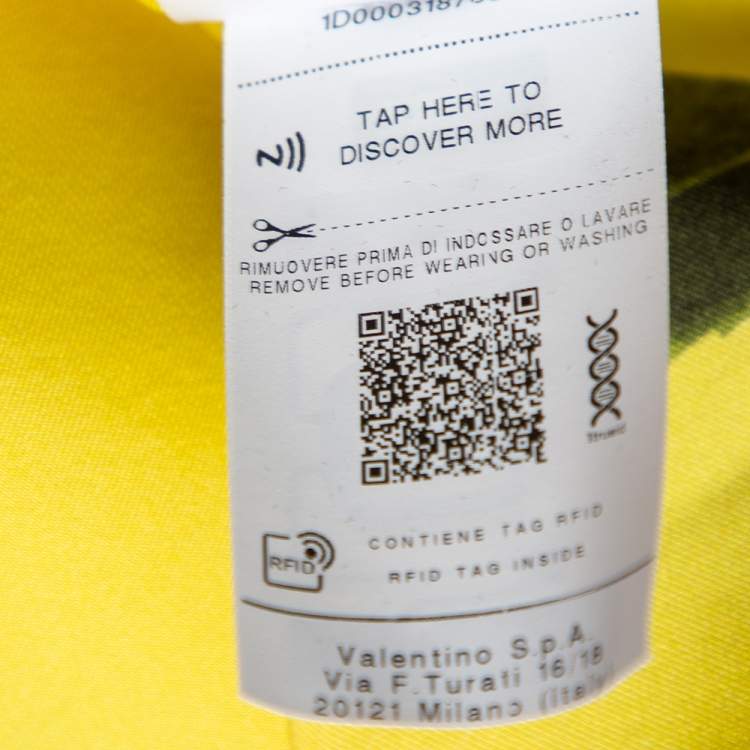 TAP HERE TO
DISCOVER MORE
RIMUOVERE PRIMA DI INDOSSARE O LAVARE
REMOVE BEFORE WEARING OR WASHING
CONTIENE TAG RFID
RFID
RFID TAG INSIDE
Valentino S.p.A.
Via F.Turati 16/18
20121 Milano (Italy)